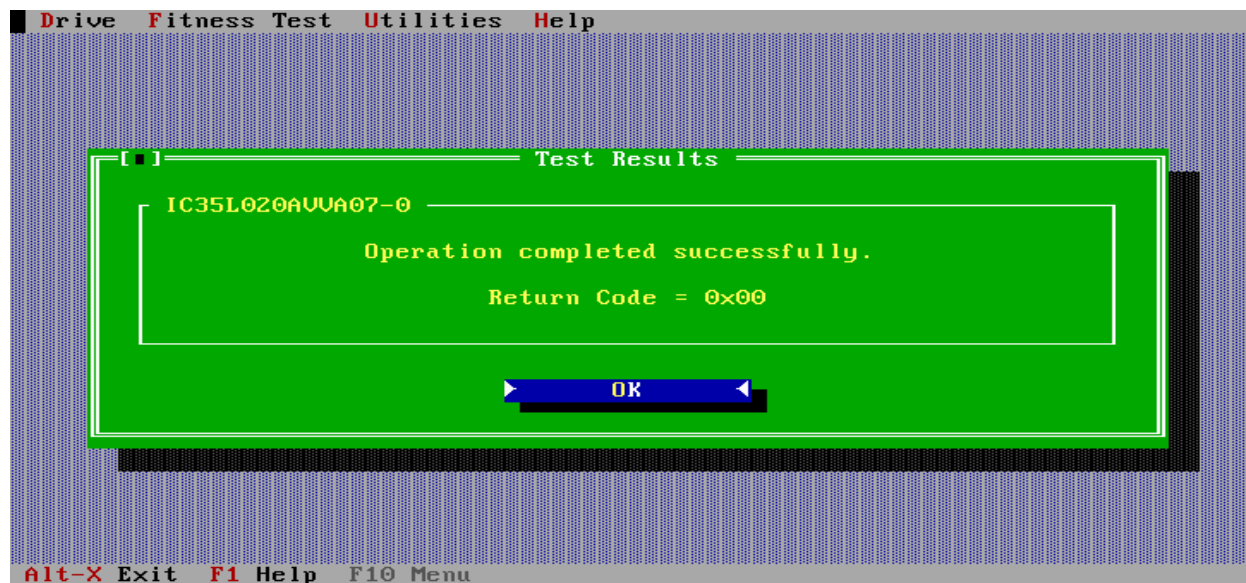 Drive Fitness Test Utilities Help
[■] Test Results
IC35L020AVVA07-0
Operation completed successfully.
Return Code = 0x00
OK
Alt-X Exit F1 Help F10 Menu